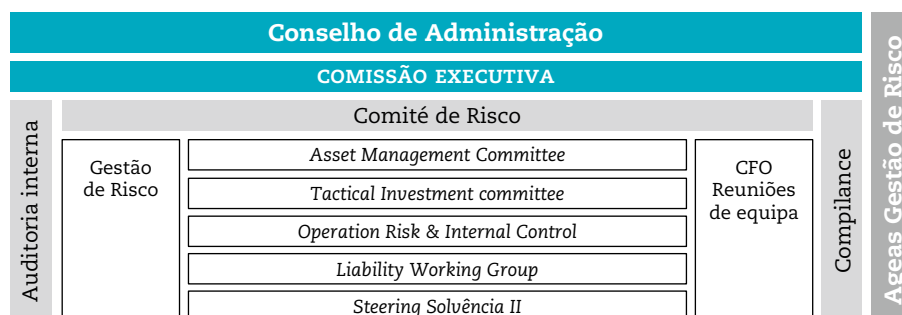 Conselho de Administração
COMISSÃO EXECUTIVA
Comité de Risco
Auditoria interna
Gestão
de Risco
Asset Management Committee
Tactical Investment committee
Operation Risk & Internal Control
Liability Working Group
Steering Solvência II
CFO
Reuniões
de equipa
Compilance
Ageas Gestão de Risco